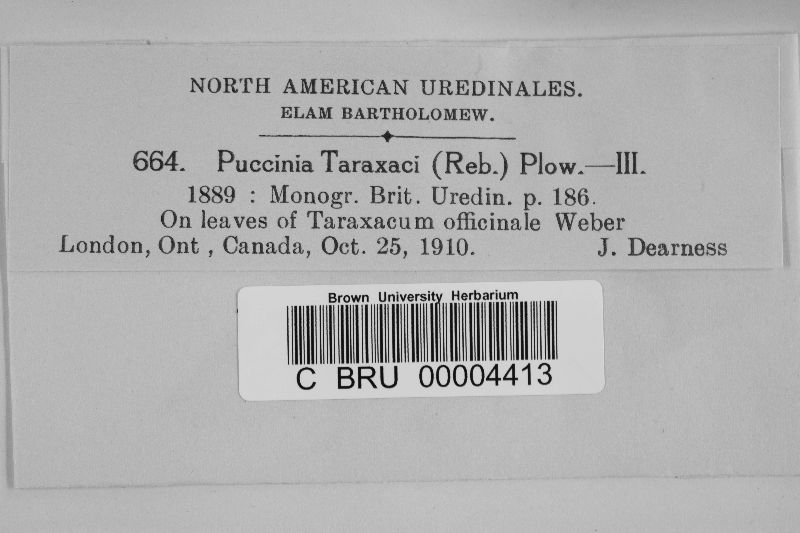 NORTH AMERICAN UREDINALES.
ELAM BARTHOLOMEW.
664. Puccinia Taraxaci (Reb.) Plow.—III.
1889 : Monogr. Brit. Uredin. p. 186.
On leaves of Taraxacum officinale Weber
London, Ont , Canada, Oct. 25, 1910. J. Dearness
Brown University Herbarium
C BRU 00004413